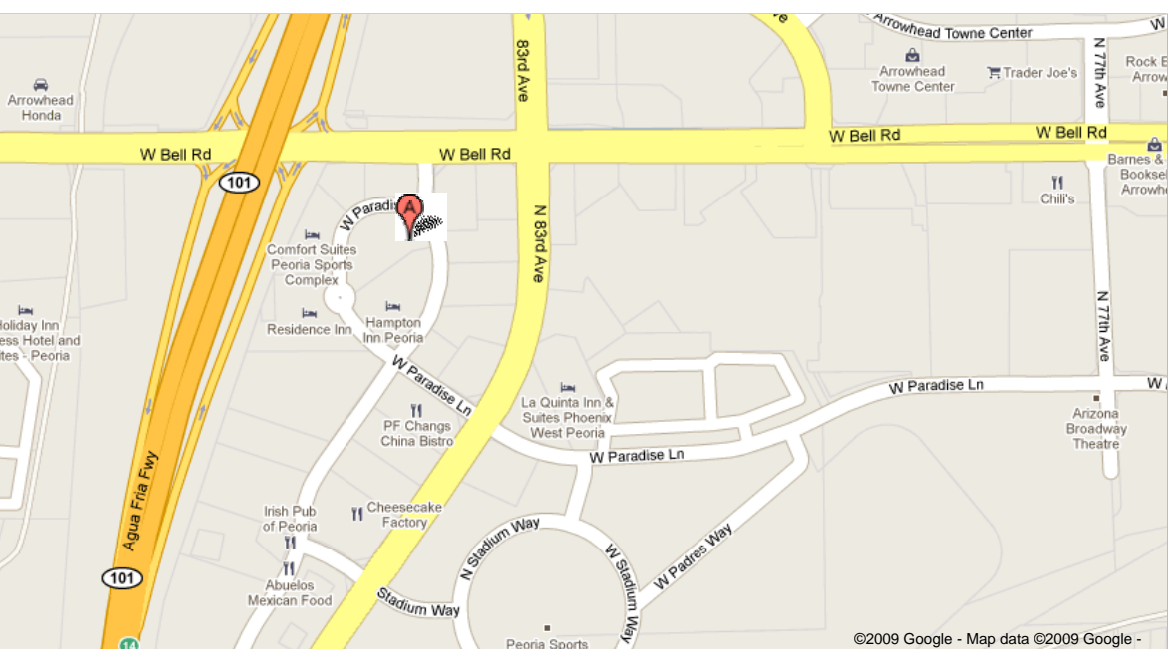 Arrowhead Towne Center
W
83rd Ave
N 77th Ave
Arrowhead
Towne Center
Trader Joe's
Rock
Arrowhead
Honda
W Bell Rd
W Bell Rd
W Bell Rd
W Bell Rd
Barnes &
101
Chili's
W Paradis
A
N 83rd Ave
Comfort Suites
Peoria Sports
Complex
N 77th Ave
Holiday Inn
ess Hotel and
tes - Peoria
Residence Inn
Hampton
Inn Peoria
W Paradise Ln
W Paradise Ln
W
La Quinta Inn &
Suites Phoenix
West Peoria
PF Changs
China Bistro
Arizona
Broadway
Theatre
W Paradise Ln
Agua Fria Fwy
Irish Pub
of Peoria
Cheesecake
Factory
N Stadium Way
W Stadium Way
W Padres Way
101
Abuelos
Mexican Food
Stadium Way
14
Peoria Sports
©2009 Google - Map data ©2009 Google -